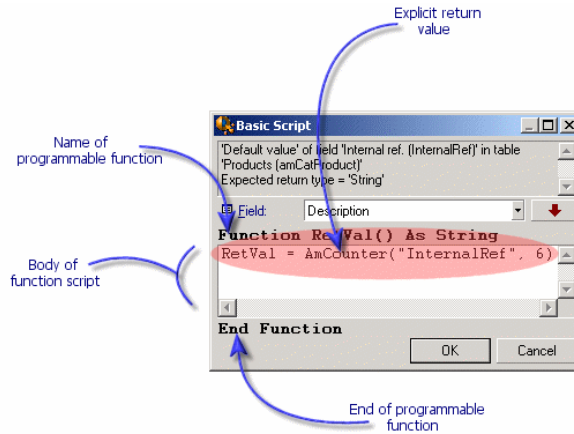 Explicit return
value
Basic Script
Name of
programmable function
'Default value' of field 'Internal ref. (InternalRef)' in table
'Products (amCatProduct)'
Expected return type = 'String'
Field:
Description
Function RetVal() As String
RetVal = AmCounter("InternalRef", 6)
Body of
function script
End Function
OK
Cancel
End of programmable
function